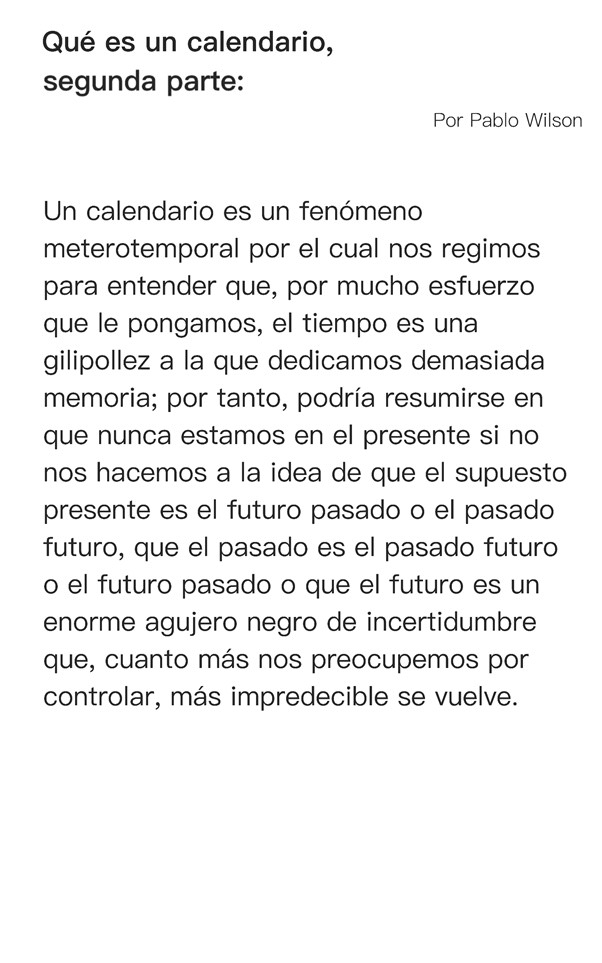 Qué es un calendario,
segunda parte:
Por Pablo Wilson
Un calendario es un fenómeno
meterotemporal por el cual nos regimos
para entender que, por mucho esfuerzo
que le pongamos, el tiempo es una
gilipollez a la que dedicamos demasiada
memoria; por tanto, podría resumirse en
que nunca estamos en el presente si no
nos hacemos a la idea de que el supuesto
presente es el futuro pasado o el pasado
futuro, que el pasado es el pasado futuro
o el futuro pasado o que el futuro es un
enorme agujero negro de incertidumbre
que, cuanto más nos preocupemos por
controlar, más impredecible se vuelve.